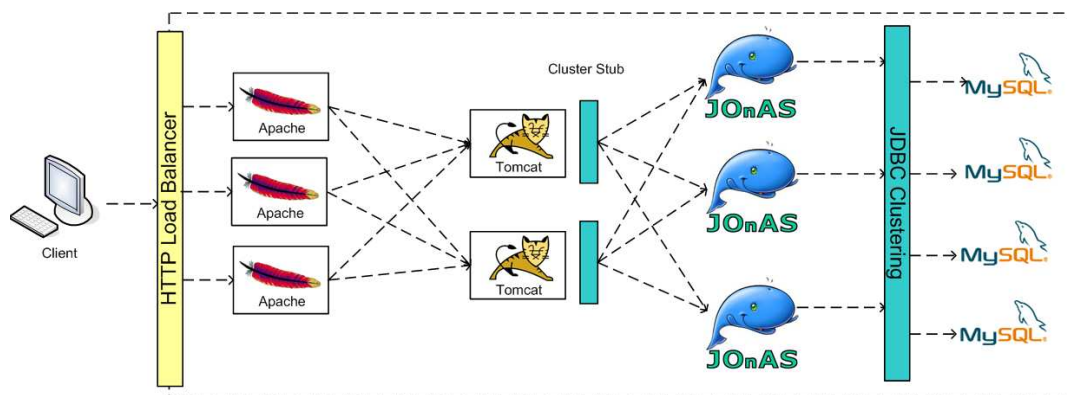 Client
HTTP Load Balancer
Apache
Apache
Apache
Tomcat
Tomcat
Cluster Stub
JOnAS
JOnAS
JOnAS
JDBC Clustering
MySQL®
MySQL®
MySQL®
MySQL®